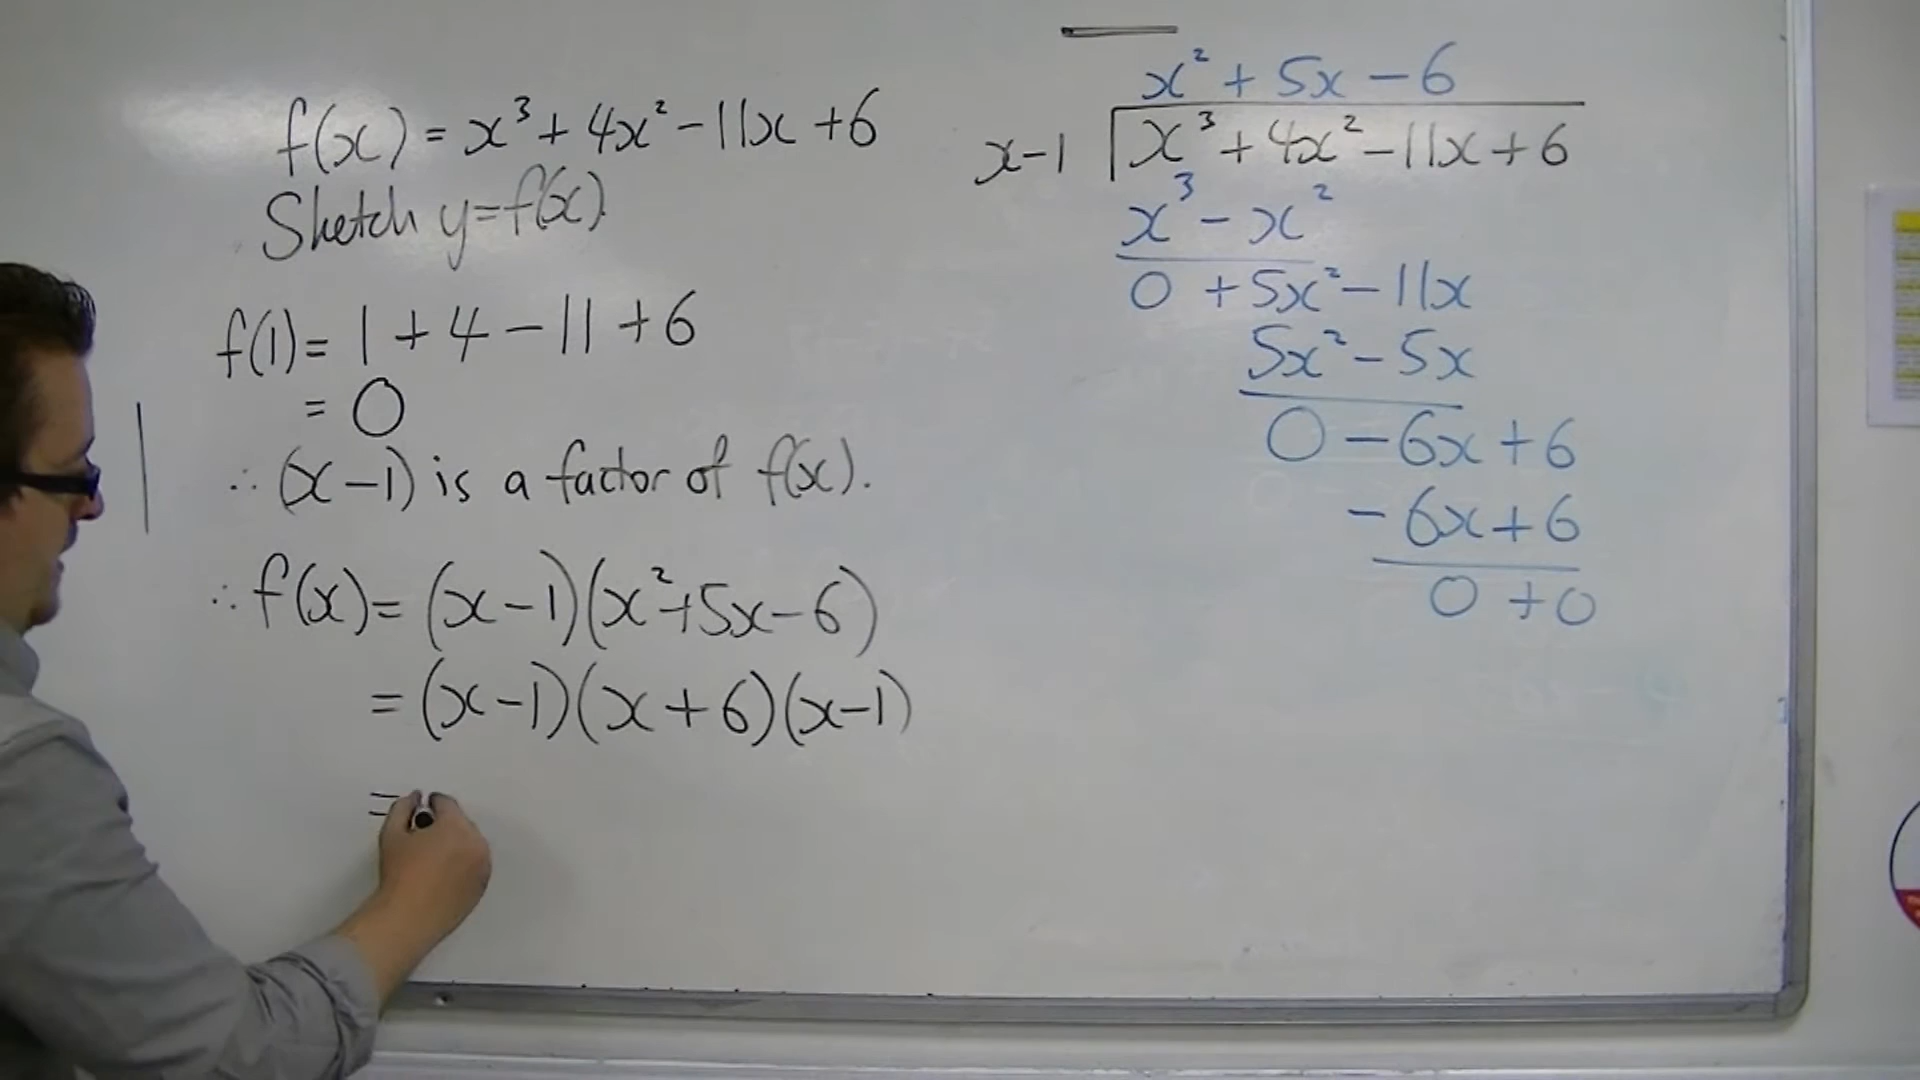 f(x) = x³ + 4x² - 11x + 6
Sketch y=f(x).
f(1) = 1 + 4 - 11 + 6
= 0
∴ (x-1) is a factor of f(x).
∴ f(x) = (x-1)(x²+5x-6)
= (x-1)(x+6)(x-1)
=
x² + 5x - 6
x-1 | x³ + 4x² - 11x + 6
x³ - x²
0 + 5x² - 11x
5x² - 5x
0 - 6x + 6
- 6x + 6
0 + 0